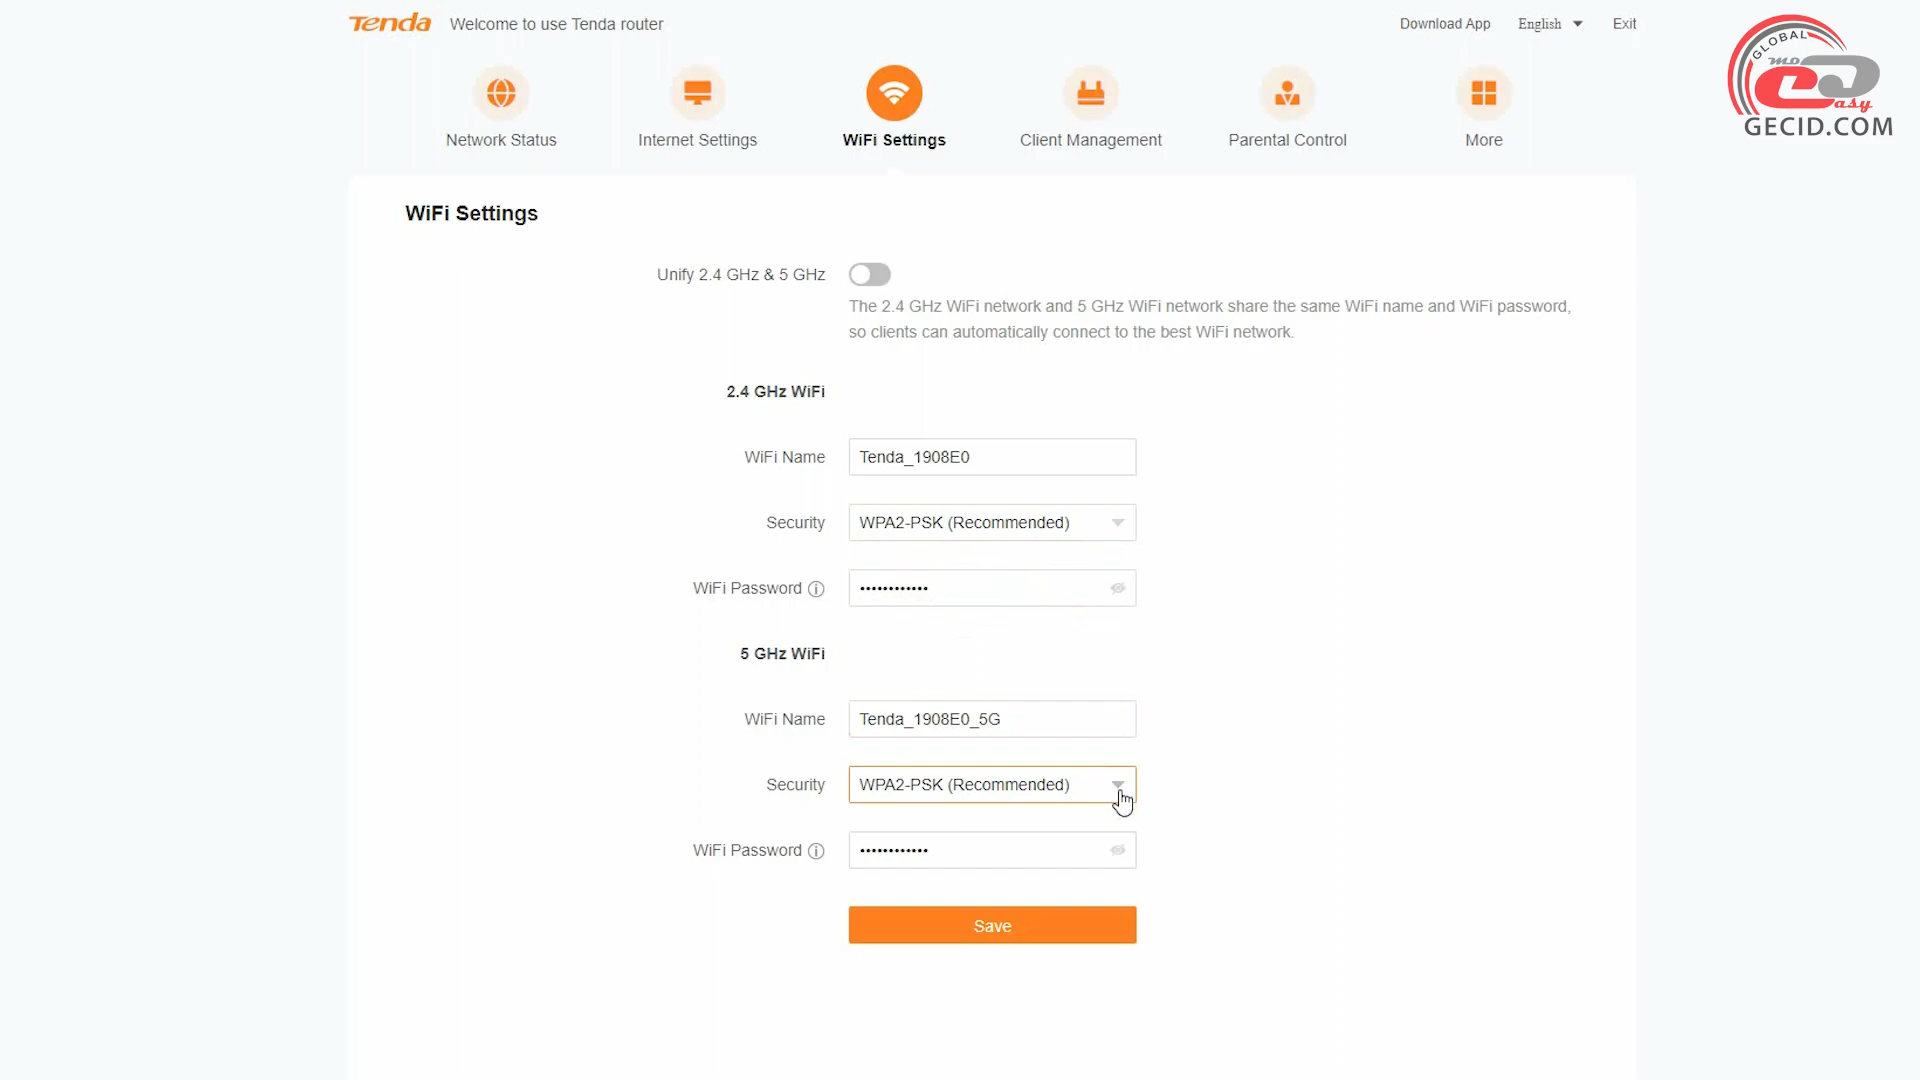 Tenda Welcome to use Tenda router
Download App English Exit
GLOBAL
MO
asy
GECID.COM
Network Status Internet Settings WiFi Settings Client Management Parental Control More
WiFi Settings
Unify 2.4 GHz & 5 GHz
The 2.4 GHz WiFi network and 5 GHz WiFi network share the same WiFi name and WiFi password,
so clients can automatically connect to the best WiFi network.
2.4 GHz WiFi
WiFi Name Tenda_1908E0
Security WPA2-PSK (Recommended)
WiFi Password ••••••••••••
5 GHz WiFi
WiFi Name Tenda_1908E0_5G
Security WPA2-PSK (Recommended)
WiFi Password ••••••••••••
Save